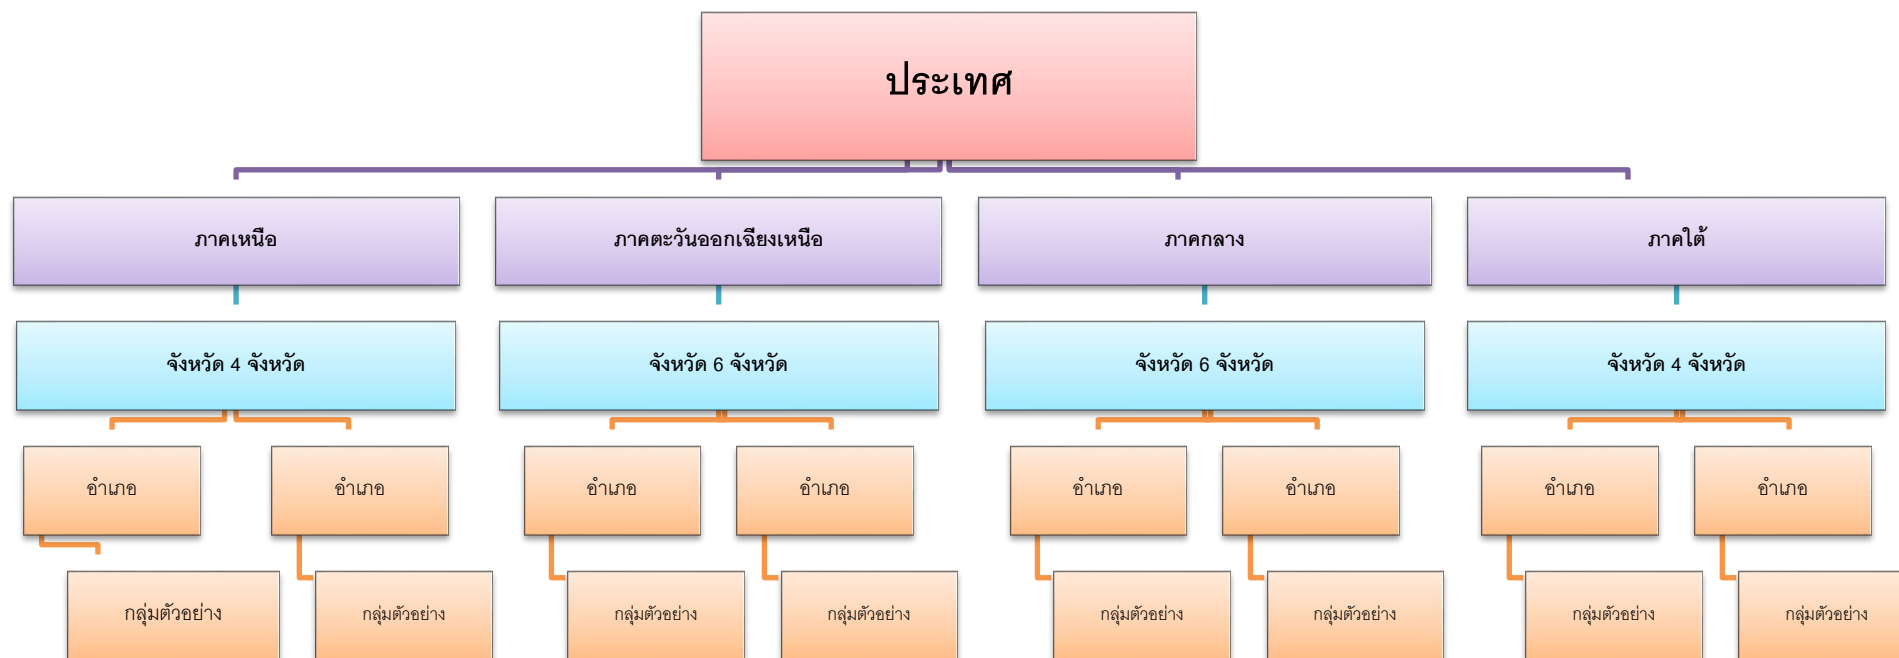 ประเทศ
ภาคเหนือ
ภาคตะวันออกเฉียงเหนือ
ภาคกลาง
ภาคใต้
จังหวัด 4 จังหวัด
จังหวัด 6 จังหวัด
จังหวัด 6 จังหวัด
จังหวัด 4 จังหวัด
อำเภอ
อำเภอ
อำเภอ
อำเภอ
อำเภอ
อำเภอ
อำเภอ
อำเภอ
กลุ่มตัวอย่าง
กลุ่มตัวอย่าง
กลุ่มตัวอย่าง
กลุ่มตัวอย่าง
กลุ่มตัวอย่าง
กลุ่มตัวอย่าง
กลุ่มตัวอย่าง
กลุ่มตัวอย่าง